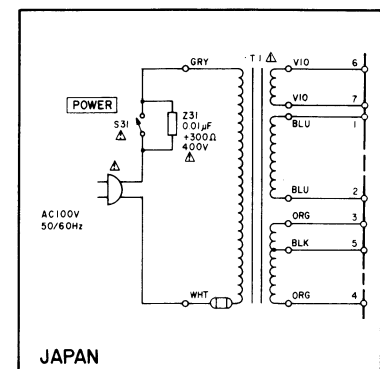 GRY
T1
VIO
6
POWER
S31
Z31
0.01µF
+300Ω
400V
VIO
7
BLU
1
AC100V
50/60Hz
BLU
2
ORG
3
BLK
5
WHT
ORG
4
JAPAN